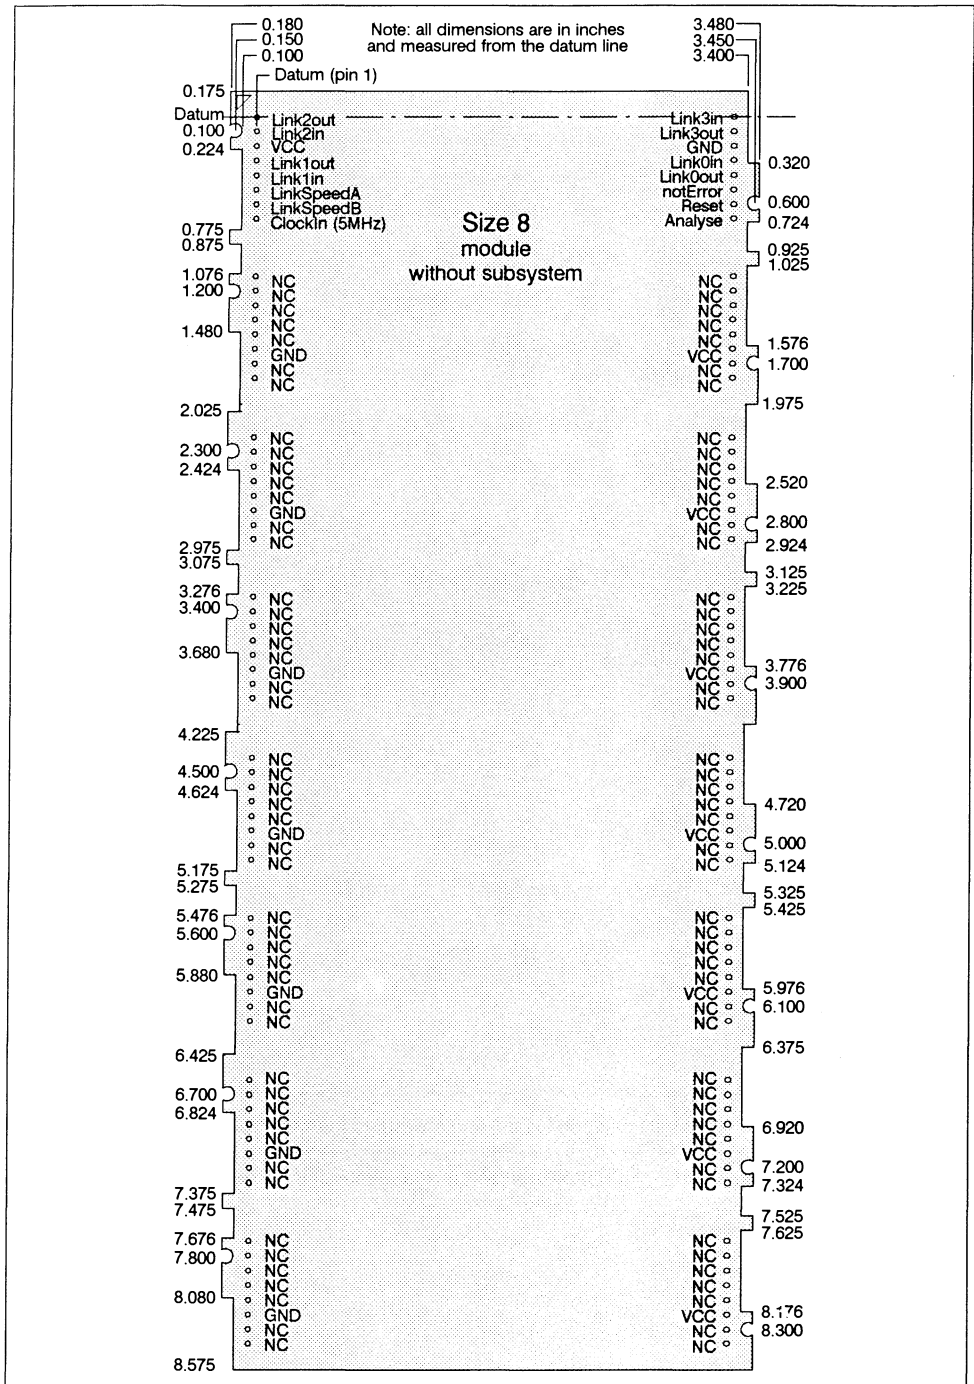 0.180
0.150
0.100
Note: all dimensions are in inches
and measured from the datum line
3.480
3.450
3.400
Datum (pin 1)
0.175
Datum
0.100
0.224
0.775
0.875
1.076
1.200
1.480
2.025
2.300
2.424
2.975
3.075
3.276
3.400
3.680
4.225
4.500
4.624
5.175
5.275
5.476
5.600
5.880
6.425
6.700
6.824
7.375
7.475
7.676
7.800
8.080
8.575
Link2out
Link2in
VCC
Link1out
Link1in
LinkSpeedA
LinkSpeedB
ClockIn (5MHz)
NC
NC
NC
NC
NC
GND
NC
NC
NC
NC
NC
NC
NC
GND
NC
NC
NC
NC
NC
NC
NC
GND
NC
NC
NC
NC
NC
NC
NC
GND
NC
NC
NC
NC
NC
NC
NC
GND
NC
NC
NC
NC
NC
NC
NC
GND
NC
NC
NC
NC
NC
NC
NC
GND
NC
NC
Size 8
module
without subsystem
Link3in
Link3out
GND
Link0in
Link0out
notError
Reset
Analyse
NC
NC
NC
NC
NC
VCC
NC
NC
NC
NC
NC
NC
NC
VCC
NC
NC
NC
NC
NC
NC
NC
VCC
NC
NC
NC
NC
NC
NC
NC
VCC
NC
NC
NC
NC
NC
NC
NC
VCC
NC
NC
NC
NC
NC
NC
NC
VCC
NC
NC
NC
NC
NC
NC
NC
VCC
NC
NC
0.320
0.600
0.724
0.925
1.025
1.576
1.700
1.975
2.520
2.800
2.924
3.125
3.225
3.776
3.900
4.720
5.000
5.124
5.325
5.425
5.976
6.100
6.375
6.920
7.200
7.324
7.525
7.625
8.176
8.300